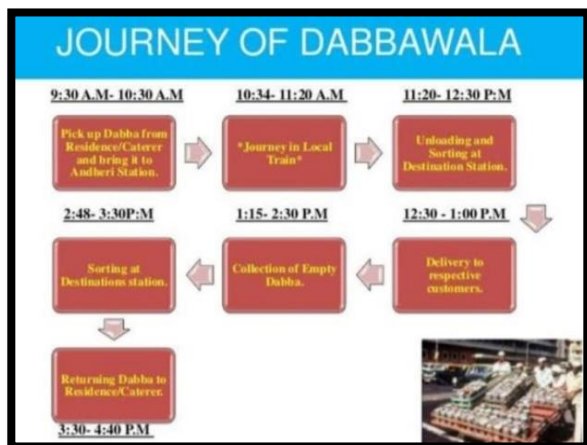 JOURNEY OF DABBAWALA
9:30 A.M- 10:30 A.M
Pick up Dabba from
Residence/Caterer
and bring it to
Andheri Station.
10:34- 11:20 A.M
*Journey in Local
Train*
11:20- 12:30 P:M
Unloading and
Sorting at
Destination Station.
12:30 - 1:00 P.M
Delivery to
respective
customers.
1:15- 2:30 P.M
Collection of Empty
Dabba.
2:48- 3:30P:M
Sorting at
Destinations station.
Returning Dabba to
Residence/Caterer.
3:30- 4:40 P.M